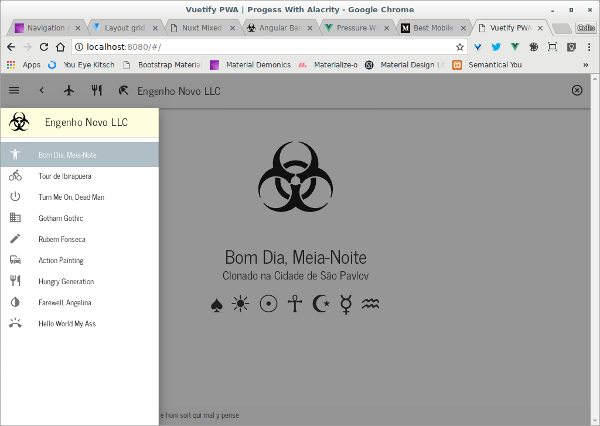 Vuetify PWA | Progess With Alacrity - Google Chrome
Navigation
Layout grid
Nuxt Mixed
Angular Ba
Pressure W
Best Mobile
Vuetify PWA
Colin
localhost:8080/#/
Apps
You Eye Kitsch
Bootstrap Materia
Material Demonics
Materialize-o
Material Design Li
Semantical You
»
Engenho Novo LLC
Engenho Novo LLC
Bom Dia, Meia-Note
Tour de Ibirapuera
Turn Me On, Dead Man
Gotham Gothic
Rubem Fonseca
Action Painting
Hungry Generation
Farewell, Angelina
Hello World My Ass
Bom Dia, Meia-Noite
Clonado na Cidade de São Pavlov
♠ ☀ ☉ ☥ ☪ ☿ ♒
e honi soit qui mal y pense